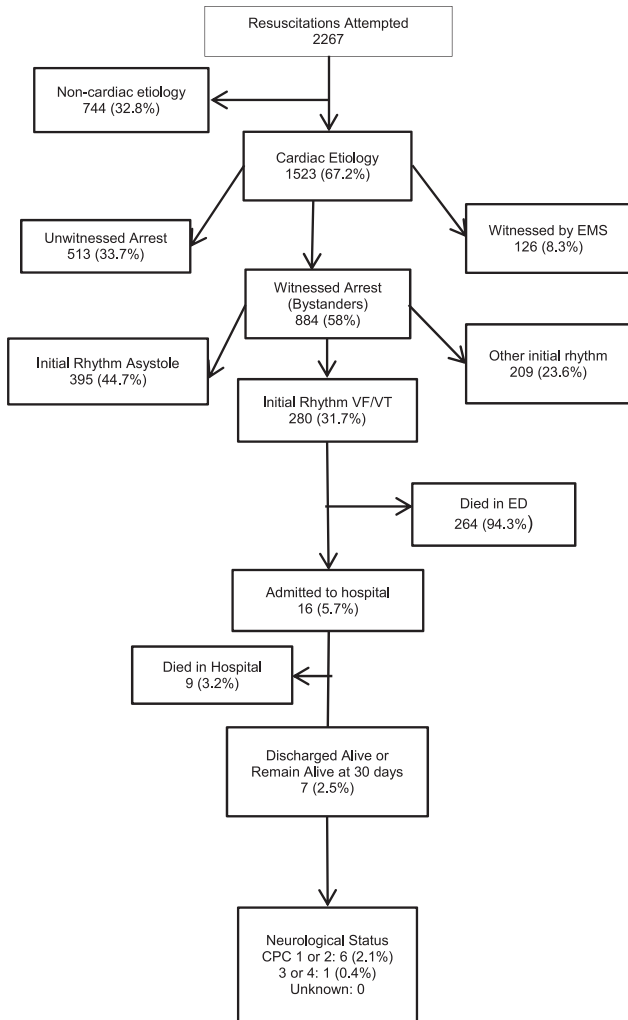 Resuscitations Attempted
2267
Non-cardiac etiology
744 (32.8%)
Cardiac Etiology
1523 (67.2%)
Unwitnessed Arrest
513 (33.7%)
Witnessed by EMS
126 (8.3%)
Witnessed Arrest
(Bystanders)
884 (58%)
Initial Rhythm Asystole
395 (44.7%)
Other initial rhythm
209 (23.6%)
Initial Rhythm VF/VT
280 (31.7%)
Died in ED
264 (94.3%)
Admitted to hospital
16 (5.7%)
Died in Hospital
9 (3.2%)
Discharged Alive or
Remain Alive at 30 days
7 (2.5%)
Neurological Status
CPC 1 or 2: 6 (2.1%)
3 or 4: 1 (0.4%)
Unknown: 0